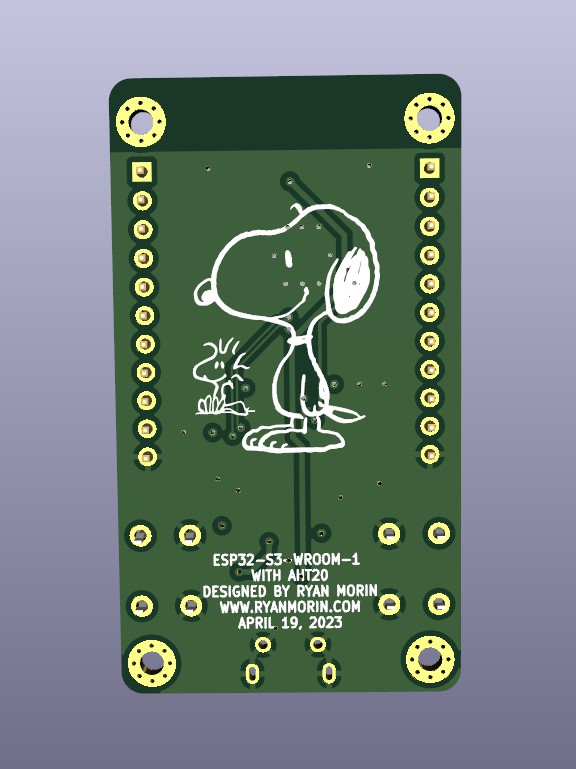 ESP32-S3-WROOM-1
WITH AHT20
DESIGNED BY RYAN MORIN
WWW.RYANMORIN.COM
APRIL 19, 2023